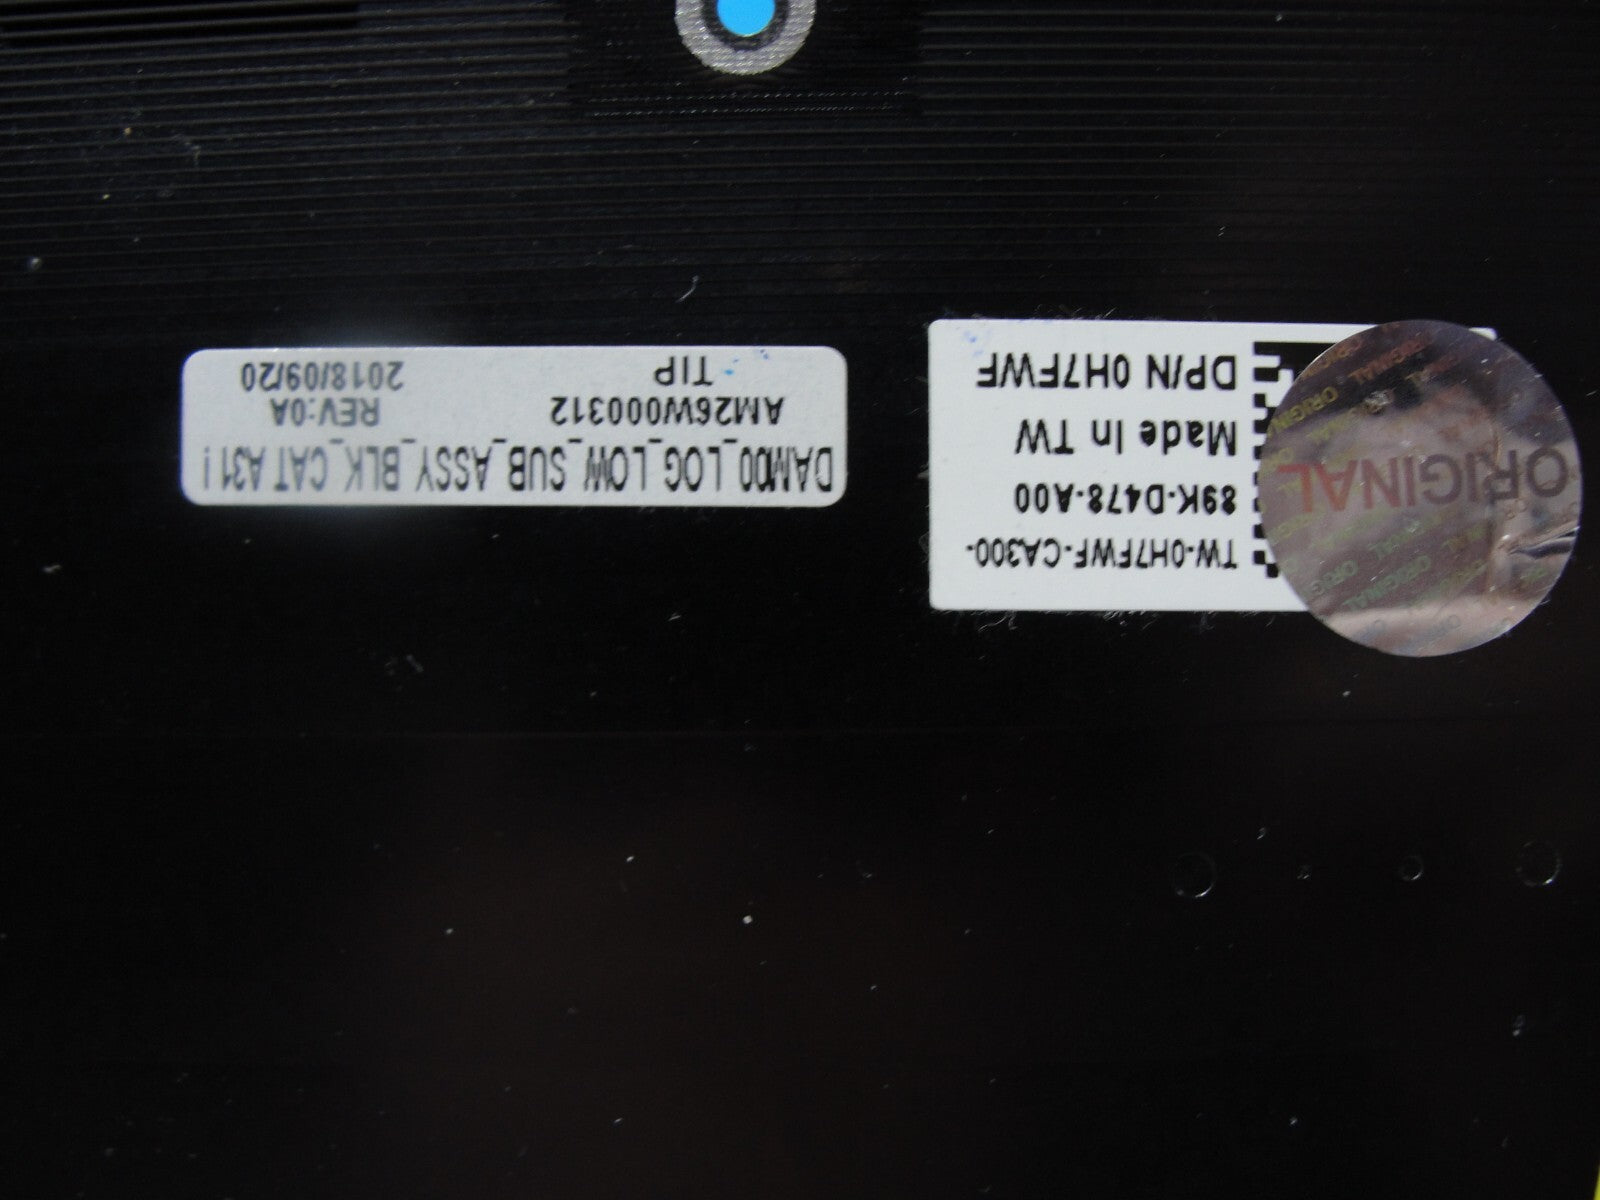 DAM00_LOG_LOW_SUB_ASSY_BLK_CAT A31 !
AM26W000312 REV:0A
TIP 2018/09/20
TW-0H7FWF-CA300-
89K-D478-A00
Made In TW
DP/N 0H7FWF
ORIGINAL